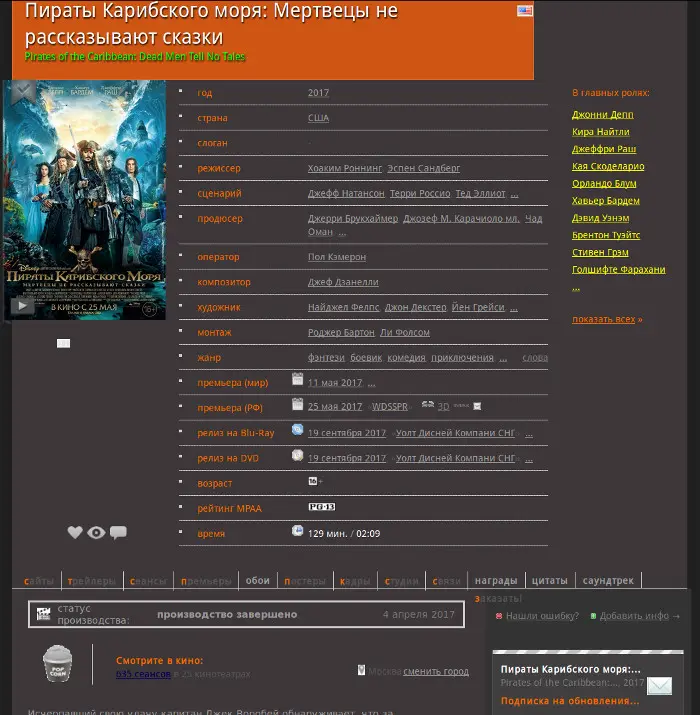 Пираты Карибского моря: Мертвецы не
рассказывают сказки
Pirates of the Caribbean: Dead Men Tell No Tales
ДЕПП БАРДЕМ РАШ
Disney
ПИРАТЫ КАРИБСКОГО МОРЯ
МЕРТВЕЦЫ НЕ РАССКАЗЫВАЮТ СКАЗКИ
В КИНО С 25 МАЯ
год 2017
страна США
слоган -
режиссер Хоаким Роннинг, Эспен Сандберг
сценарий Джефф Натансон, Терри Россио, Тед Эллиот, ...
продюсер Джерри Брукхаймер, Джозеф М. Карачиоло мл., Чад
Оман, ...
оператор Пол Кэмерон
композитор Джеф Дзанелли
художник Найджел Фелпс, Джон Декстер, Йен Грейси, ...
монтаж Роджер Бартон, Ли Фолсом
жанр фэнтези, боевик, комедия, приключения, ... слова
премьера (мир) 11 мая 2017, ...
премьера (РФ) 25 мая 2017, «WDSSPR» 3D
релиз на Blu-Ray 19 сентября 2017, «Уолт Дисней Компани СНГ», ...
релиз на DVD 19 сентября 2017, «Уолт Дисней Компани СНГ», ...
возраст 16+
рейтинг MPAA PG-13
время 129 мин. / 02:09
В главных ролях:
Джонни Депп
Кира Найтли
Джеффри Раш
Кая Скоделарио
Орландо Блум
Хавьер Бардем
Дэвид Уэнэм
Брентон Туэйтс
Стивен Грэм
Голшифте Фарахани
...
показать всех »
сайты трейлеры сеансы премьеры обои постеры кадры студии связи награды цитаты саундтрек
заказать!
статус
производства: производство завершено 4 апреля 2017
Нашли ошибку? Добавить инфо →
POP CORN
Смотрите в кино:
635 сеансов в 25 кинотеатрах
Москва сменить город
Пираты Карибского моря:...
Pirates of the Caribbean:..., 2017
Подписка на обновления...
Исчерпавший свою удачу капитан Джек Воробей обнаруживает, что за